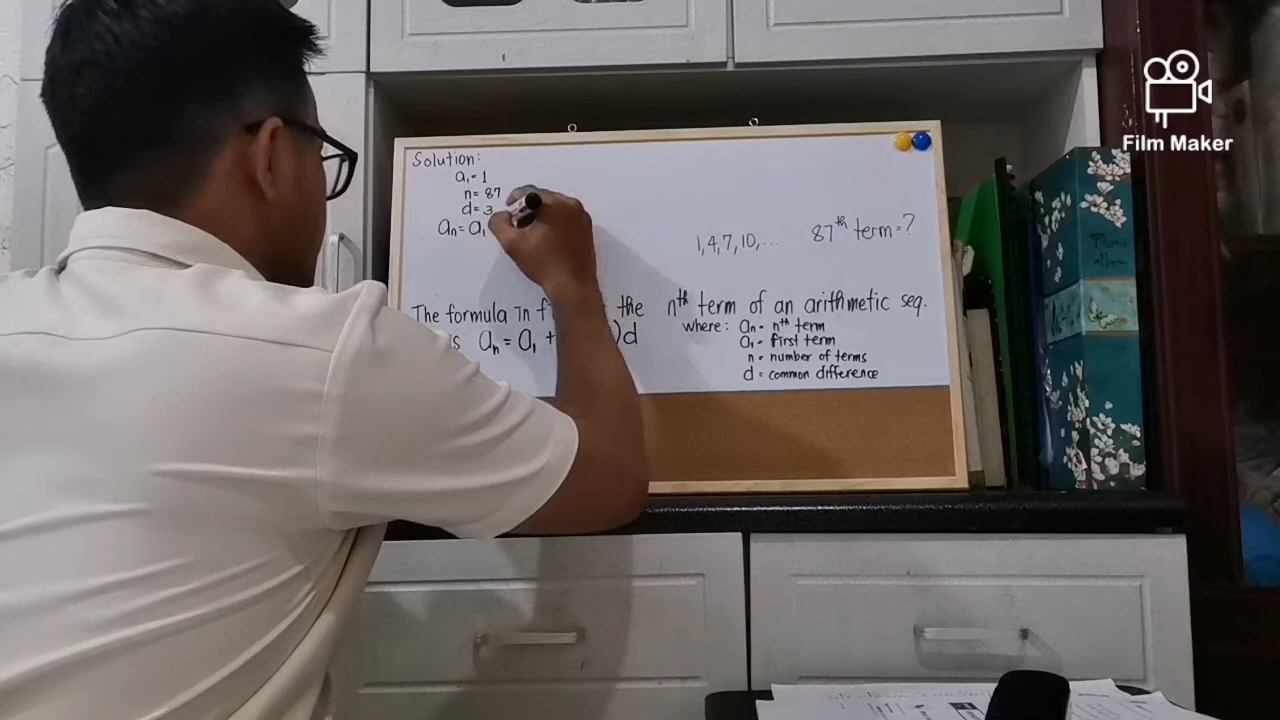 Solution:
a₁ = 1
n = 87
d = 3
aₙ = a₁
1, 4, 7, 10, ... 87th term = ?
The formula in the nth term of an arithmetic seq.
is aₙ = a₁ + )d
where: aₙ = nth term
a₁ = first term
n = number of terms
d = common difference
Film Maker